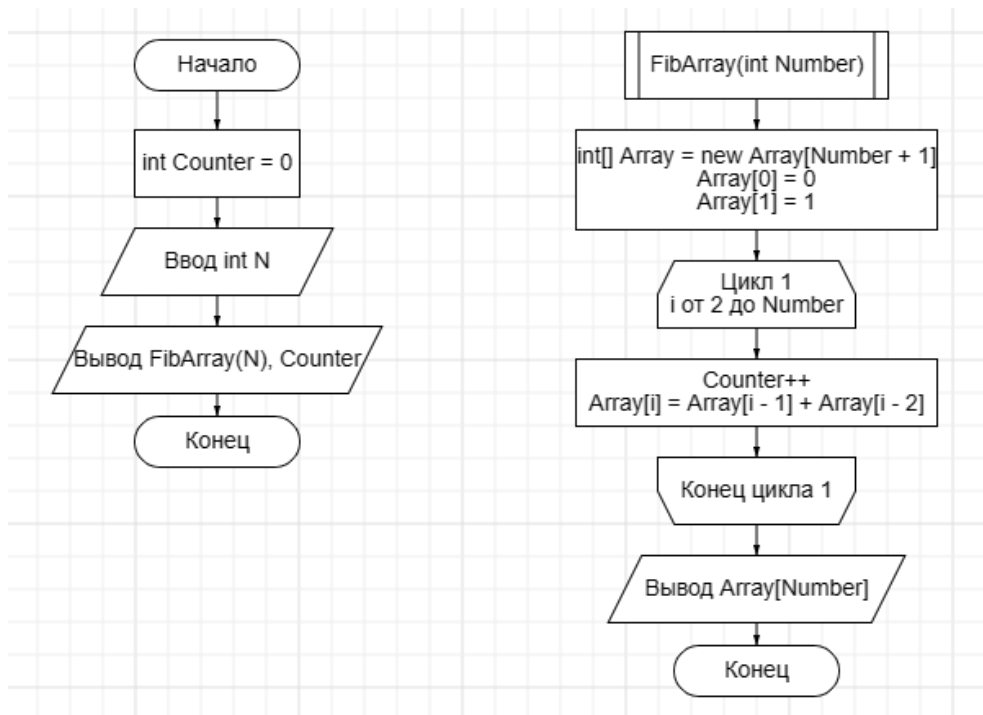 Начало
int Counter = 0
Ввод int N
Вывод FibArray(N), Counter
Конец
FibArray(int Number)
int[] Array = new Array[Number + 1]
Array[0] = 0
Array[1] = 1
Цикл 1
i от 2 до Number
Counter++
Array[i] = Array[i - 1] + Array[i - 2]
Конец цикла 1
Вывод Array[Number]
Конец